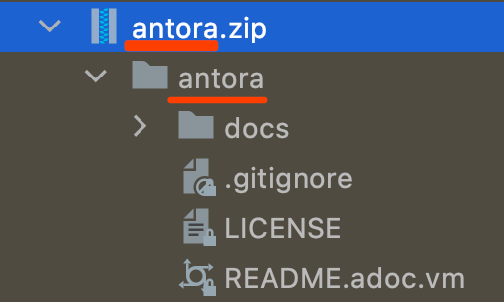 antora.zip
antora
docs
.gitignore
LICENSE
README.adoc.vm